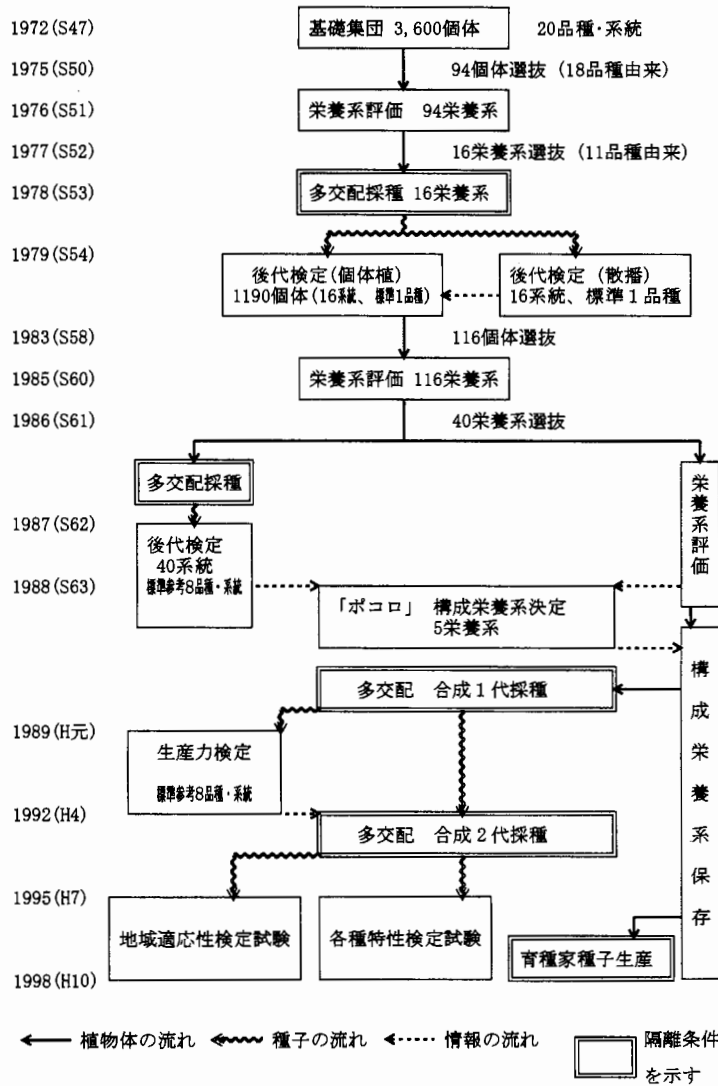 1972(S47)
基礎集団 3,600個体
20品種・系統
1975(S50)
94個体選抜 (18品種由来)
1976(S51)
栄養系評価 94栄養系
1977(S52)
16栄養系選抜 (11品種由来)
1978(S53)
多交配採種 16栄養系
1979(S54)
後代検定(個体植)
1190個体(16系統、標準1品種)
後代検定 (散播)
16系統、標準1品種
1983(S58)
116個体選抜
1985(S60)
栄養系評価 116栄養系
1986(S61)
40栄養系選抜
多交配採種
栄養系評価
1987(S62)
後代検定
40系統
標準参考8品種・系統
1988(S63)
「ポコロ」 構成栄養系決定
5栄養系
構成栄養系保存
多交配 合成1代採種
1989(H元)
生産力検定
標準参考8品種・系統
1992(H4)
多交配 合成2代採種
1995(H7)
地域適応性検定試験
各種特性検定試験
育種家種子生産
1998(H10)
植物体の流れ
種子の流れ
情報の流れ
隔離条件
を示す